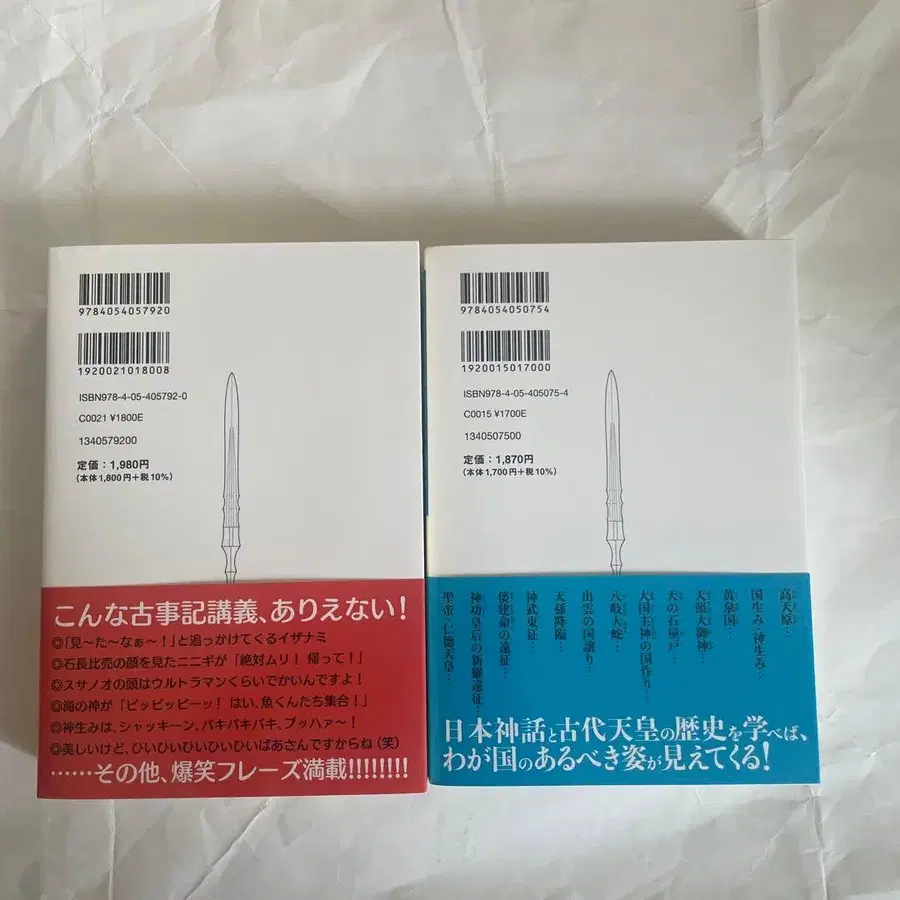 9784054057920
1920021018008
ISBN978-4-05-405792-0
C0021 ¥1800E
1340579200
定価：1,980円
（本体1,800円＋税10%）
こんな古事記講義、ありえない！
◎「見〜た〜なぁ〜！」と追っかけてくるイザナミ
◎石長比売の顔を見たニニギが「絶対ムリ！ 帰って！」
◎スサノオの頭はウルトラマンくらいでかいんですよ！
◎海の神が「ピッピッピーッ！ はい、魚くんたち集合！」
◎神生みは、シャッキーン、バキバキバキ、ブッハァ〜！
◎美しいけど、ひいひいひいひいひいばあさんですからね（笑）
……その他、爆笑フレーズ満載!!!!!!!!!
9784054050754
1920015017000
ISBN978-4-05-405075-4
C0015 ¥1700E
1340507500
定価：1,870円
（本体1,700円＋税10%）
高天原…
国生み・神生み…
黄泉国…
天照大御神…
天の石屋戸…
大国主神の国作り…
八岐大蛇…
出雲の国譲り…
天孫降臨…
神武東征…
倭建命の遠征…
神功皇后の新羅遠征…
聖帝・仁徳天皇…
日本神話と古代天皇の歴史を学べば、
わが国のあるべき姿が見えてくる！